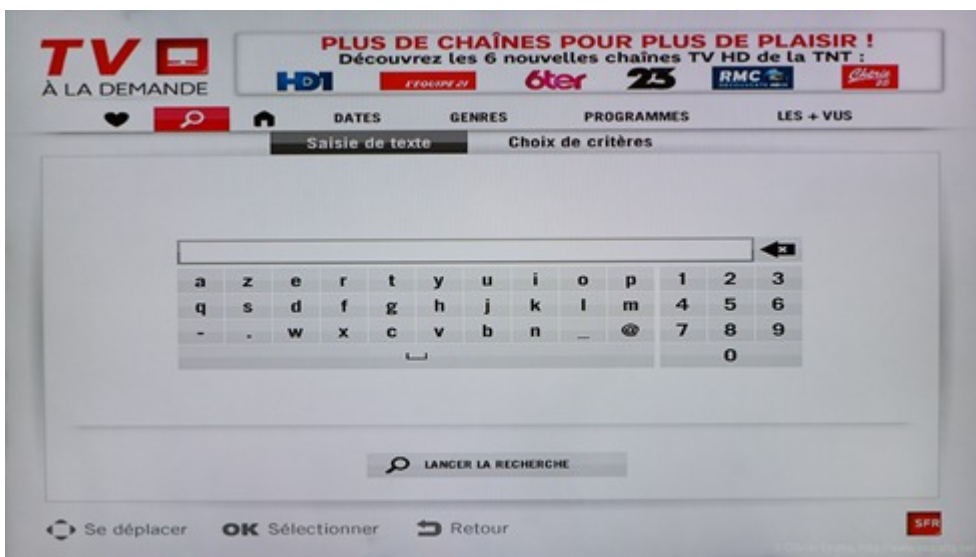 TV
À LA DEMANDE
PLUS DE CHAÎNES POUR PLUS DE PLAISIR !
Découvrez les 6 nouvelles chaînes TV HD de la TNT :
HD1 L'EQUIPE 21 6ter 23 RMC DECOUVERTE Chérie 25
DATES GENRES PROGRAMMES LES + VUS
Saisie de texte Choix de critères
a z e r t y u i o p 1 2 3
q s d f g h j k l m 4 5 6
- . w x c v b n _ @ 7 8 9
0
LANCER LA RECHERCHE
Se déplacer OK Sélectionner Retour
SFR